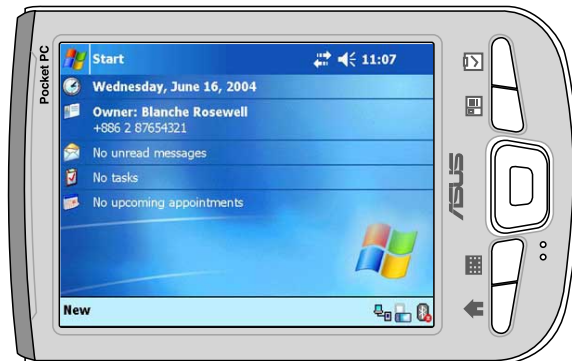 Pocket PC
Start 11:07
Wednesday, June 16, 2004
Owner: Blanche Rosewell
+886 2 87654321
No unread messages
No tasks
No upcoming appointments
New
ASUS